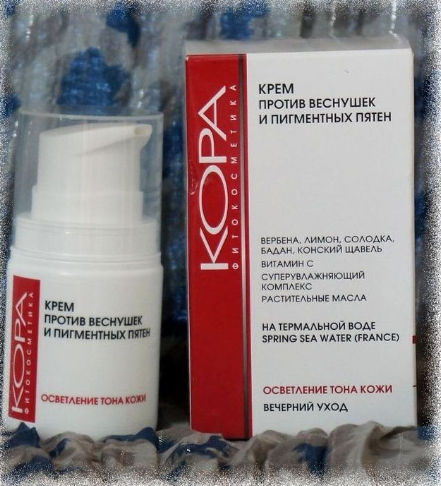 КОРА
ФИТОКОСМЕТИКА
КРЕМ
ПРОТИВ ВЕСНУШЕК
И ПИГМЕНТНЫХ ПЯТЕН
ОСВЕТЛЕНИЕ ТОНА КОЖИ
КОРА
ФИТОКОСМЕТИКА
КРЕМ
ПРОТИВ ВЕСНУШЕК
И ПИГМЕНТНЫХ ПЯТЕН
ВЕРБЕНА, ЛИМОН, СОЛОДКА,
БАДАН, КОНСКИЙ ЩАВЕЛЬ
ВИТАМИН С
СУПЕРУВЛАЖНЯЮЩИЙ
КОМПЛЕКС
РАСТИТЕЛЬНЫЕ МАСЛА
НА ТЕРМАЛЬНОЙ ВОДЕ
SPRING SEA WATER (FRANCE)
ОСВЕТЛЕНИЕ ТОНА КОЖИ
ВЕЧЕРНИЙ УХОД